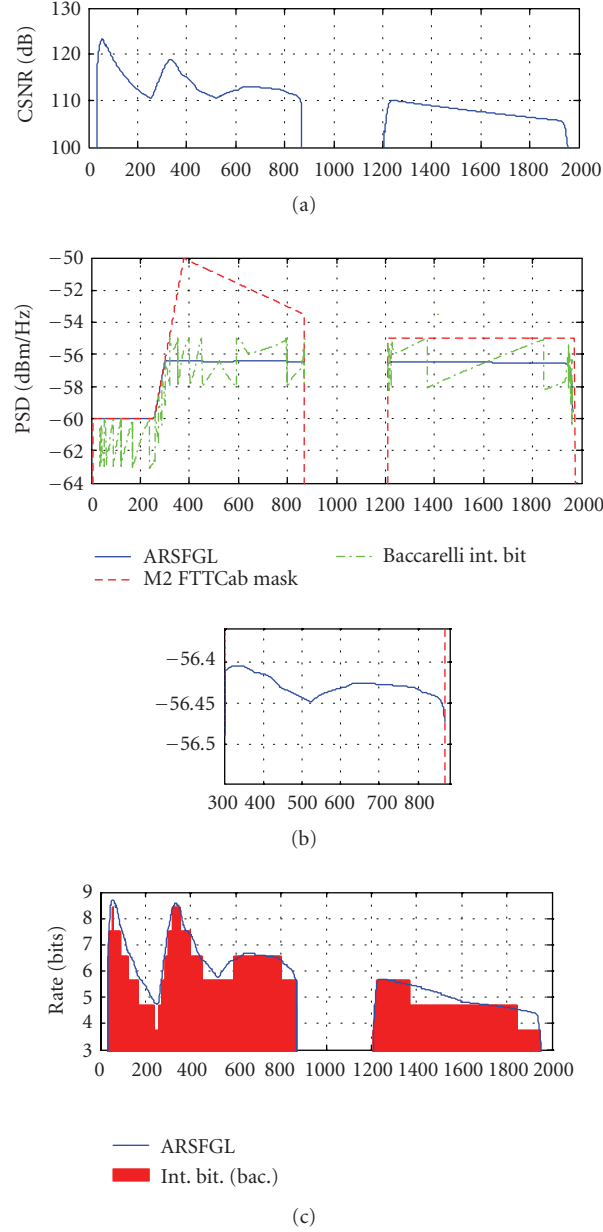 130
120
110
100
CSNR (dB)
0 200 400 600 800 1000 1200 1400 1600 1800 2000
(a)
−50
−52
−54
−56
−58
−60
−62
−64
PSD (dBm/Hz)
0 200 400 600 800 1000 1200 1400 1600 1800 2000
ARSFGL
M2 FTTCab mask
Baccarelli int. bit
−56.4
−56.45
−56.5
300 400 500 600 700 800
(b)
9
8
7
6
5
4
3
Rate (bits)
0 200 400 600 800 1000 1200 1400 1600 1800 2000
ARSFGL
Int. bit. (bac.)
(c)